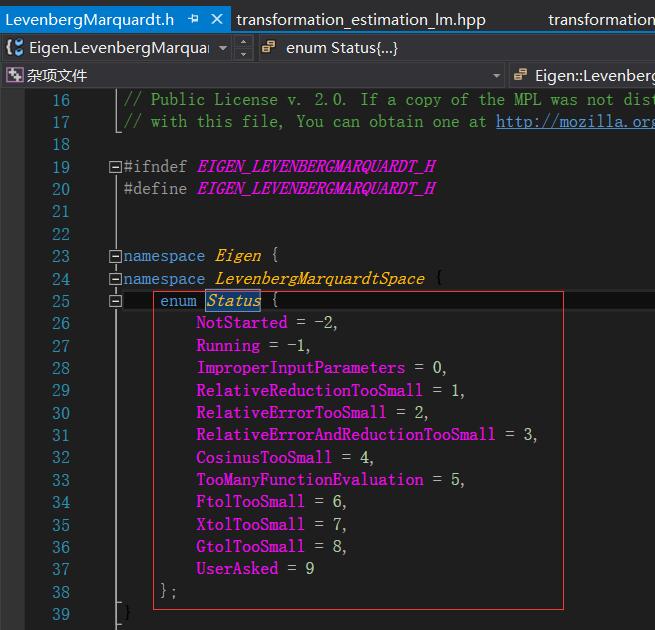 LevenbergMarquardt.h transformation_estimation_lm.hpp transformation
Eigen.LevenbergMarquar enum Status{...}
杂项文件 Eigen::Levenberg
16 // Public License v. 2.0. If a copy of the MPL was not dist
17 // with this file, You can obtain one at http://mozilla.org
18
19 #ifndef EIGEN_LEVENBERGMARQUARDT_H
20 #define EIGEN_LEVENBERGMARQUARDT_H
21
22
23 namespace Eigen {
24 namespace LevenbergMarquardtSpace {
25 enum Status {
26 NotStarted = -2,
27 Running = -1,
28 ImproperInputParameters = 0,
29 RelativeReductionTooSmall = 1,
30 RelativeErrorTooSmall = 2,
31 RelativeErrorAndReductionTooSmall = 3,
32 CosinusTooSmall = 4,
33 TooManyFunctionEvaluation = 5,
34 FtolTooSmall = 6,
35 XtolTooSmall = 7,
36 GtolTooSmall = 8,
37 UserAsked = 9
38 };
39 }